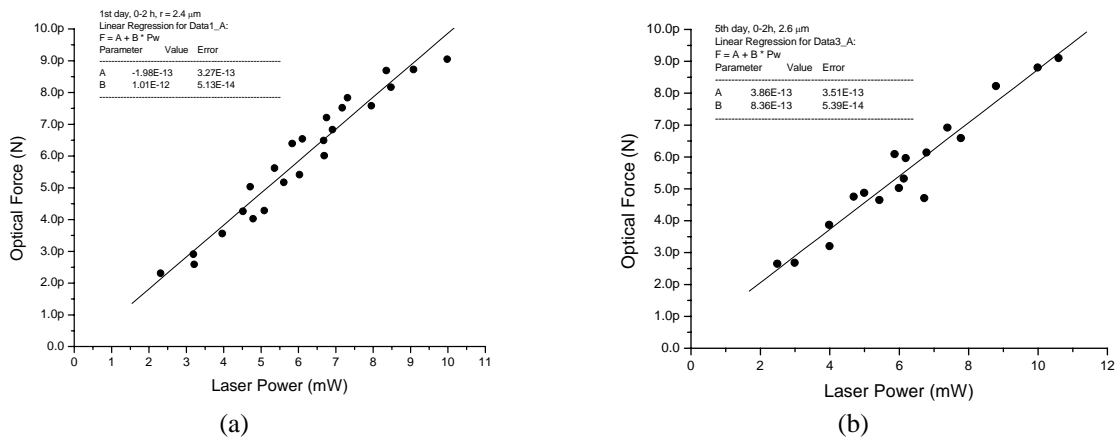 1st day, 0-2 h, r = 2.4 μm
Linear Regression for Data1_A:
F = A + B * Pw
Parameter Value Error
A -1.98E-13 3.27E-13
B 1.01E-12 5.13E-14
10.0p
9.0p
8.0p
7.0p
6.0p
5.0p
4.0p
3.0p
2.0p
1.0p
0.0
Optical Force (N)
0 1 2 3 4 5 6 7 8 9 10 11
Laser Power (mW)
(a)
5th day, 0-2h, 2.6 μm
Linear Regression for Data3_A:
F = A + B * Pw
Parameter Value Error
A 3.86E-13 3.51E-13
B 8.36E-13 5.39E-14
10.0p
9.0p
8.0p
7.0p
6.0p
5.0p
4.0p
3.0p
2.0p
1.0p
0.0
Optical Force (N)
0 2 4 6 8 10 12
Laser Power (mW)
(b)